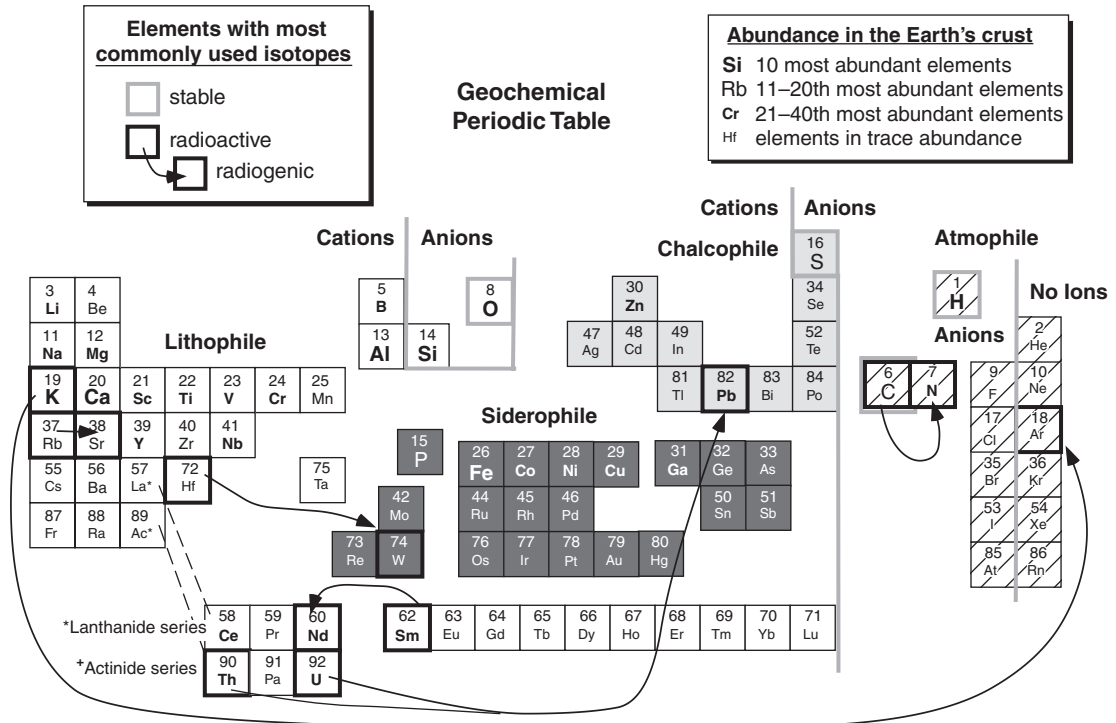 Elements with most
commonly used isotopes
stable
radioactive
radiogenic
Geochemical
Periodic Table
Abundance in the Earth's crust
Si 10 most abundant elements
Rb 11–20th most abundant elements
Cr 21–40th most abundant elements
Hf elements in trace abundance
Cations Anions
Cations Anions
Chalcophile
Atmophile
No Ions
Anions
Lithophile
Siderophile
16
S
1
H
3 4 5 8 30 34 2
Li Be B O Zn Se He
11 12 13 14 47 48 49 52 6 7 9 10
Na Mg Al Si Ag Cd In Te C N F Ne
19 20 21 22 23 24 25 81 82 83 84 17 18
K Ca Sc Ti V Cr Mn Tl Pb Bi Po Cl Ar
37 38 39 40 41 15 26 27 28 29 31 32 33 35 36
Rb Sr Y Zr Nb P Fe Co Ni Cu Ga Ge As Br Kr
55 56 57 72 75 42 44 45 46 50 51 53 54
Cs Ba La* Hf Ta Mo Ru Rh Pd Sn Sb I Xe
87 88 89 73 74 76 77 78 79 80 85 86
Fr Ra Ac* Re W Os Ir Pt Au Hg At Rn
*Lanthanide series
58 59 60 62 63 64 65 66 67 68 69 70 71
Ce Pr Nd Sm Eu Gd Tb Dy Ho Er Tm Yb Lu
+Actinide series
90 91 92
Th Pa U